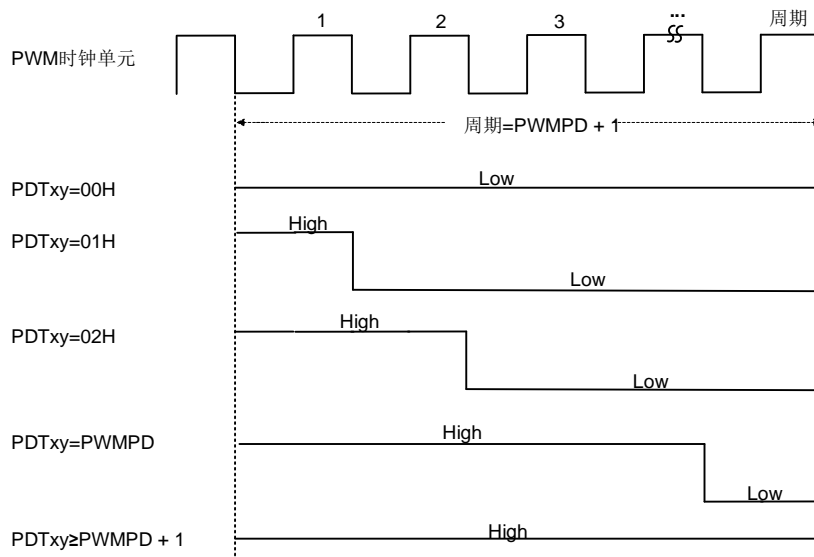 1 2 3 ... 周期
PWM时钟单元
周期=PWMPD + 1
PDTxy=00H Low
High
PDTxy=01H
Low
High
PDTxy=02H
Low
PDTxy=PWMPD High
Low
PDTxy≥PWMPD + 1 High